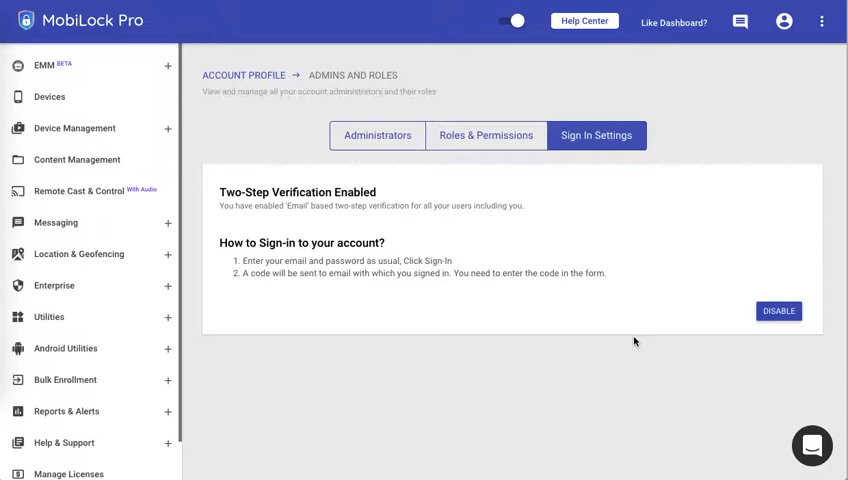 MobiLock Pro
Help Center
Like Dashboard?
EMM BETA
Devices
Device Management
Content Management
Remote Cast & Control With Audio
Messaging
Location & Geofencing
Enterprise
Utilities
Android Utilities
Bulk Enrollment
Reports & Alerts
Help & Support
Manage Licenses
ACCOUNT PROFILE → ADMINS AND ROLES
View and manage all your account administrators and their roles
Administrators
Roles & Permissions
Sign In Settings
Two-Step Verification Enabled
You have enabled 'Email' based two-step verification for all your users including you.
How to Sign-in to your account?
1. Enter your email and password as usual, Click Sign-In
2. A code will be sent to email with which you signed in. You need to enter the code in the form.
DISABLE